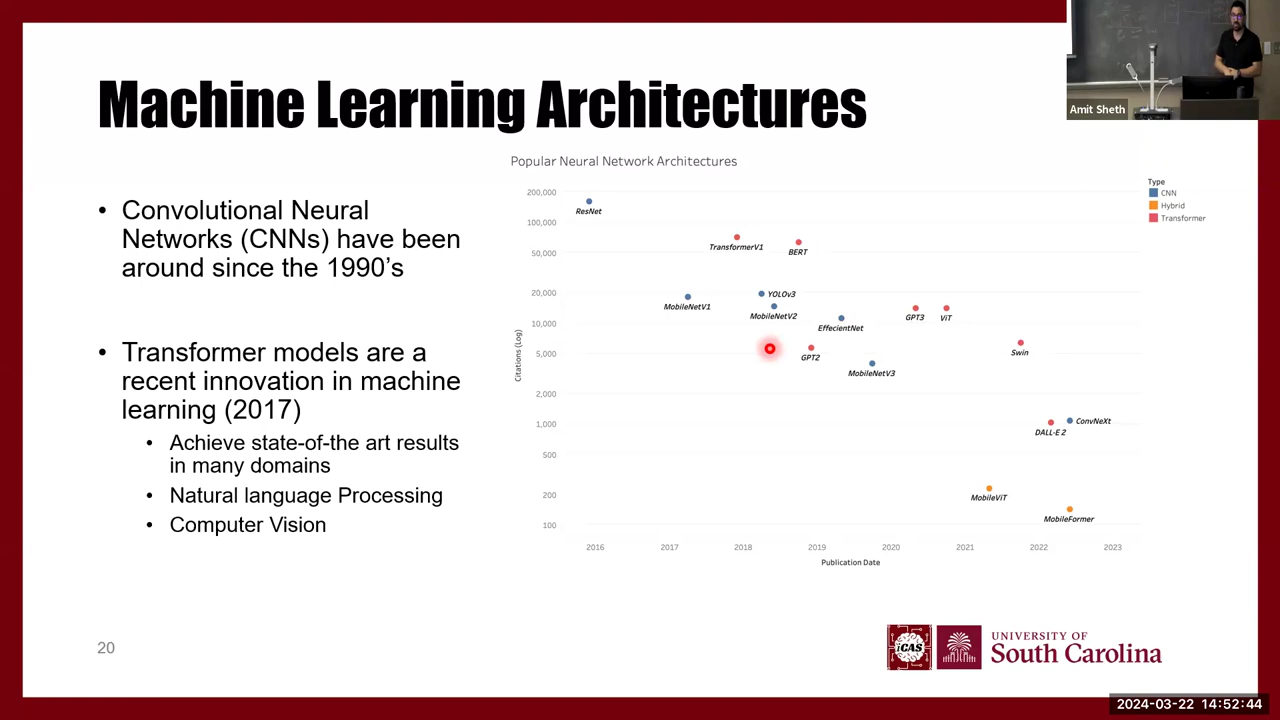 Machine Learning Architectures
Amit Sheth
• Convolutional Neural
Networks (CNNs) have been
around since the 1990’s
• Transformer models are a
recent innovation in machine
learning (2017)
• Achieve state-of-the art results
in many domains
• Natural language Processing
• Computer Vision
Popular Neural Network Architectures
Type
CNN
Hybrid
Transformer
Citations (Log)
200,000
100,000
50,000
20,000
10,000
5,000
2,000
1,000
500
200
100
ResNet
TransformerV1
BERT
MobileNetV1
YOLOv3
MobileNetV2
EffecientNet
GPT3
ViT
GPT2
MobileNetV3
Swin
DALL-E 2
ConvNeXt
MobileViT
MobileFormer
2016
2017
2018
2019
2020
2021
2022
2023
Publication Date
20
iCAS
UNIVERSITY OF
South Carolina
2024-03-22 14:52:44